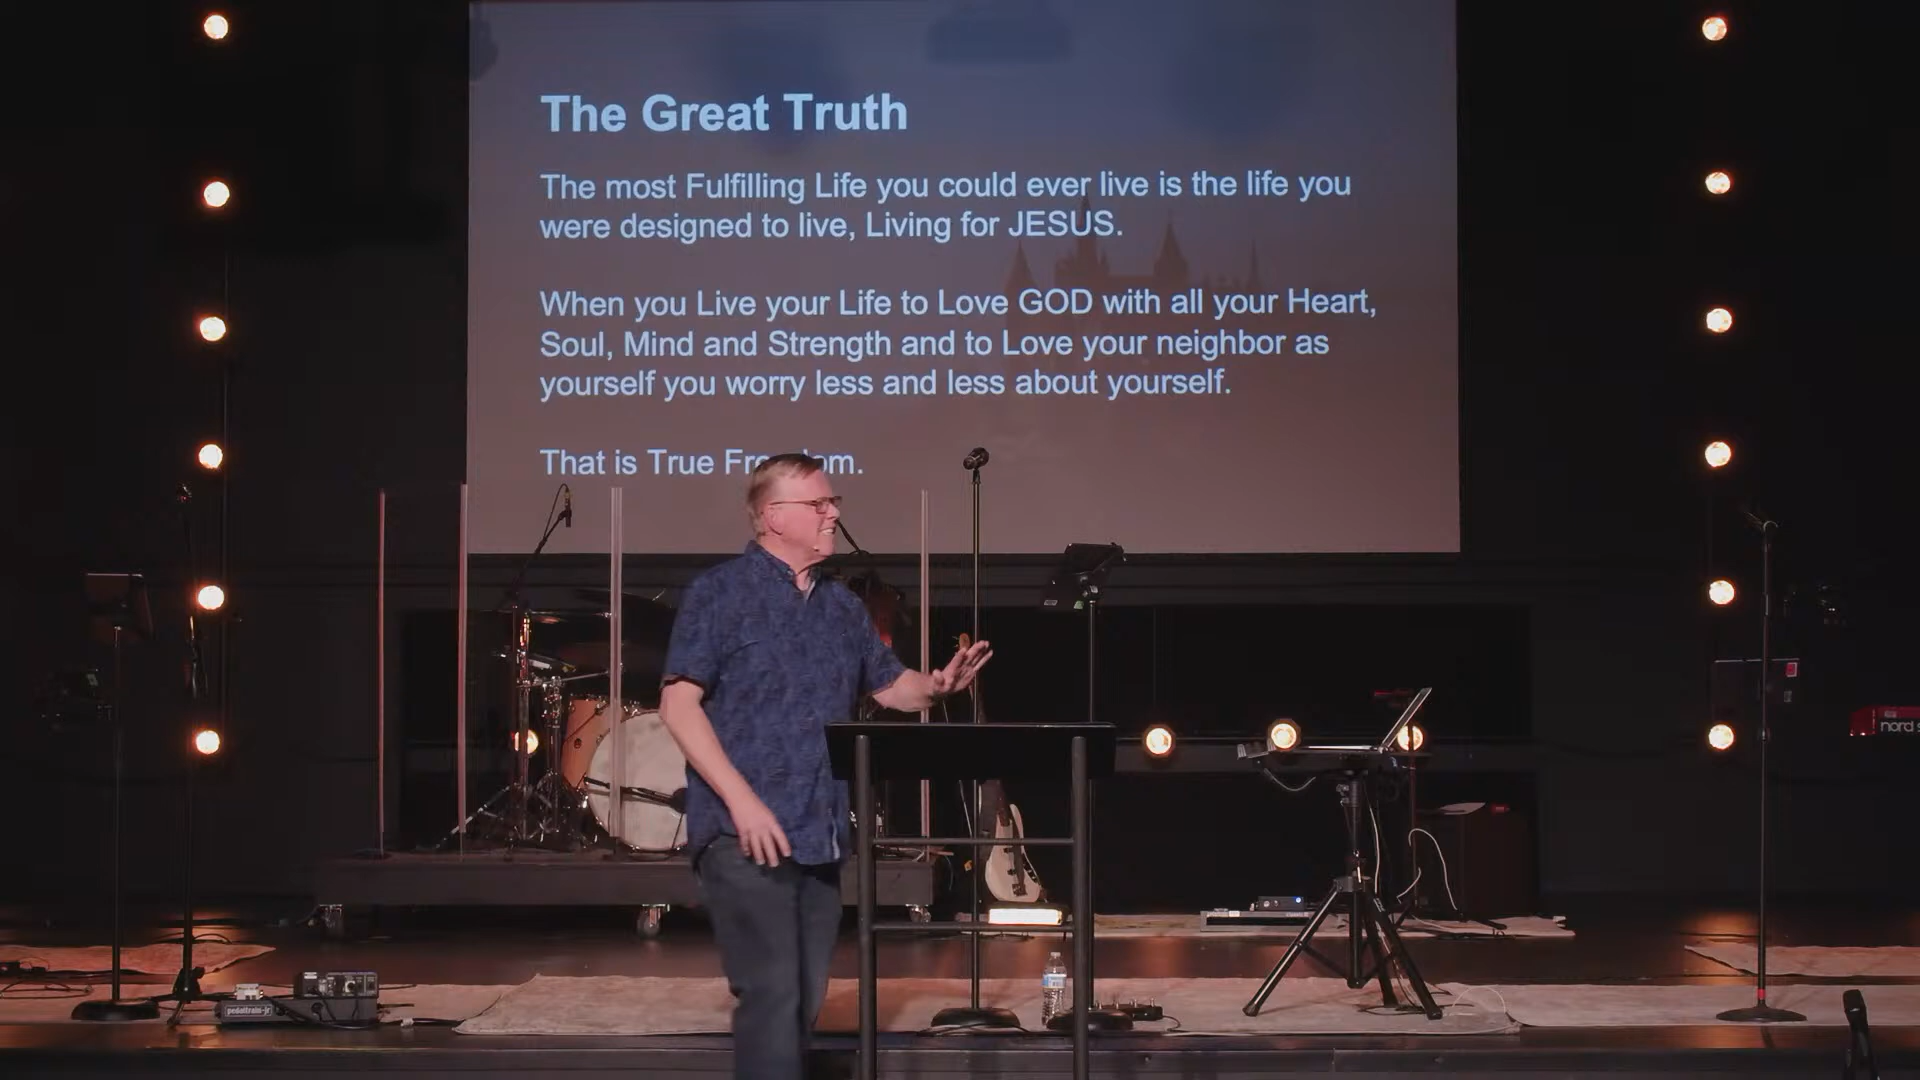 The Great Truth
The most Fulfilling Life you could ever live is the life you
were designed to live, Living for JESUS.
When you Live your Life to Love GOD with all your Heart,
Soul, Mind and Strength and to Love your neighbor as
yourself you worry less and less about yourself.
That is True
nord
pedaltrain-jr